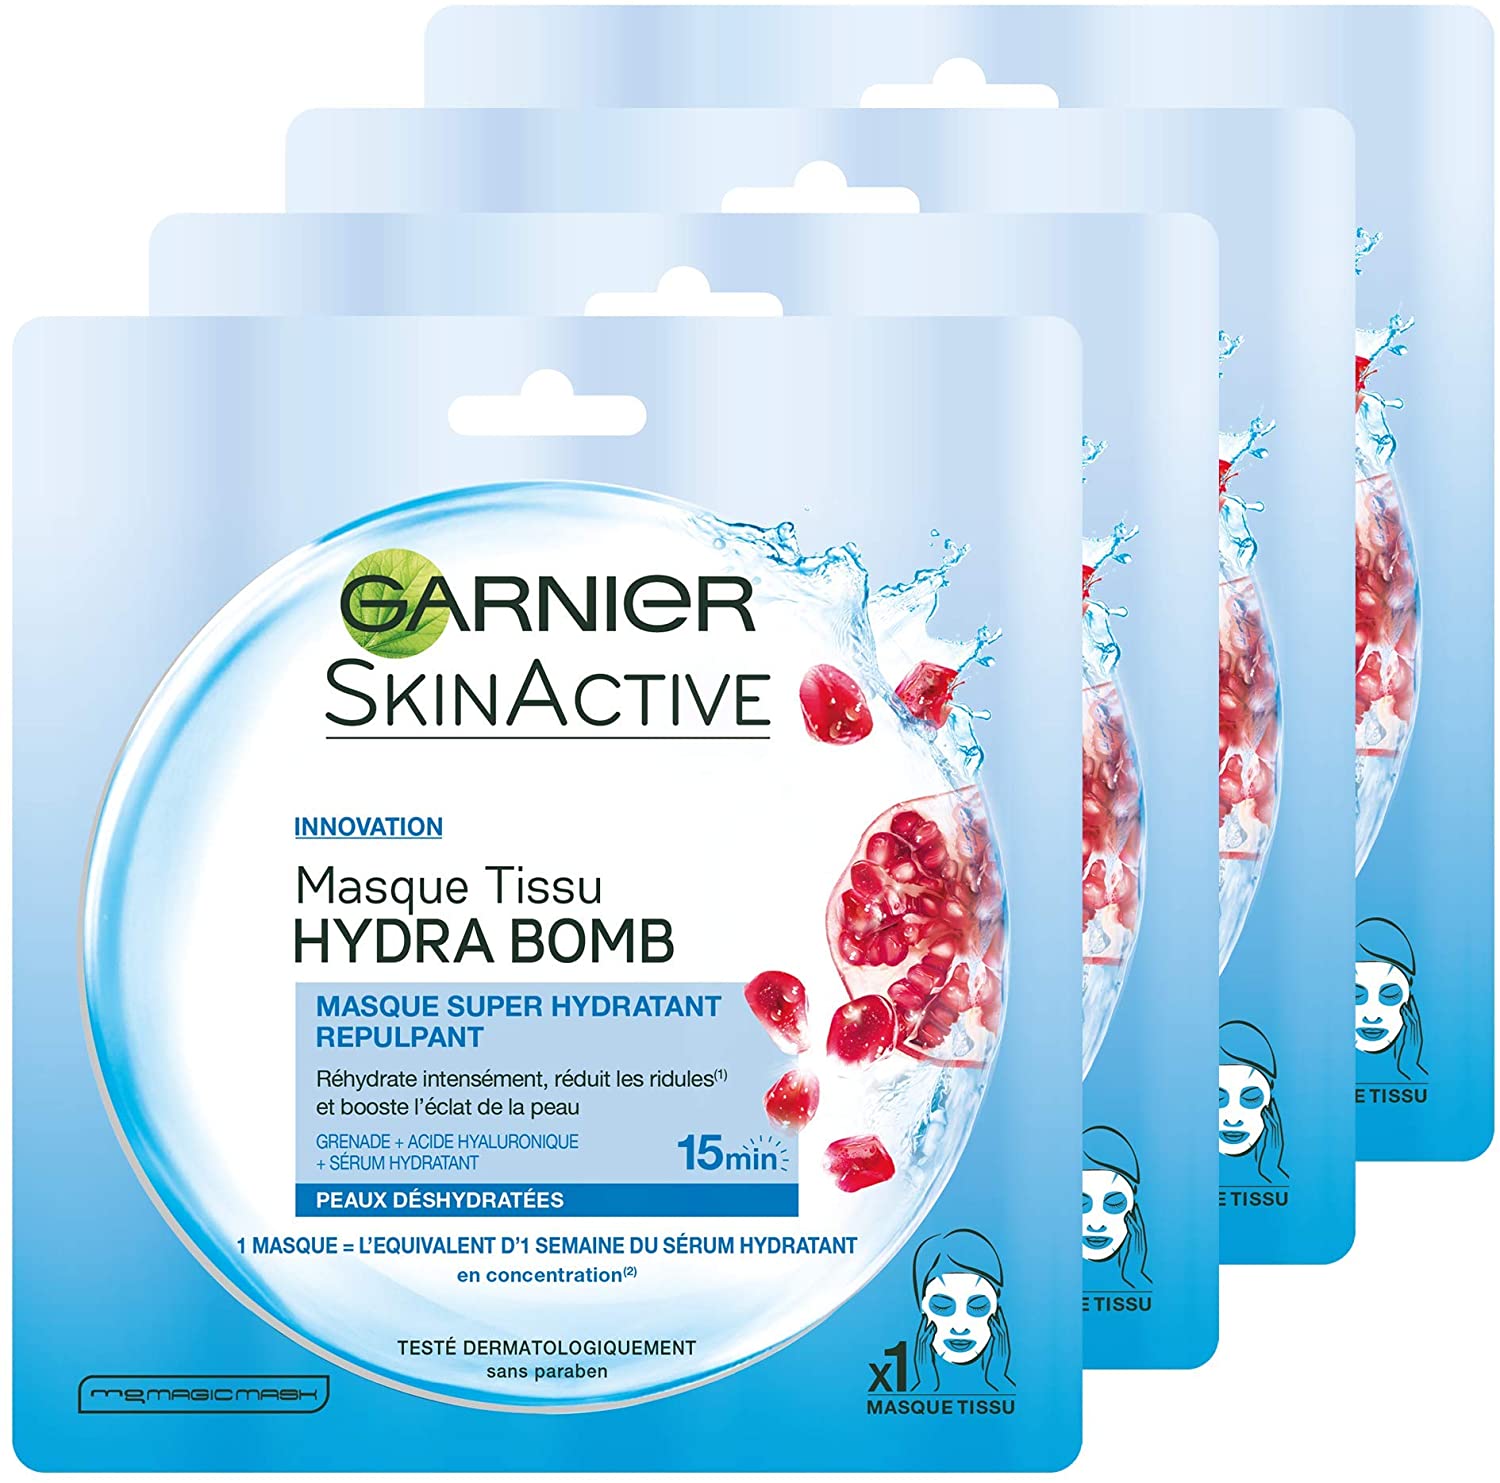 GARNIER
SKINACTIVE
INNOVATION
Masque Tissu
HYDRA BOMB
MASQUE SUPER HYDRATANT
REPULPANT
Réhydrate intensément, réduit les ridules(1)
et booste l'éclat de la peau
GRENADE + ACIDE HYALURONIQUE
+ SÉRUM HYDRATANT
15min
PEAUX DÉSHYDRATÉES
1 MASQUE = L'EQUIVALENT D'1 SEMAINE DU SÉRUM HYDRATANT
en concentration(2)
TESTÉ DERMATOLOGIQUEMENT
sans paraben
mg MAGIC MASK
x1
MASQUE TISSU
E TISSU
E TISSU
E TISSU